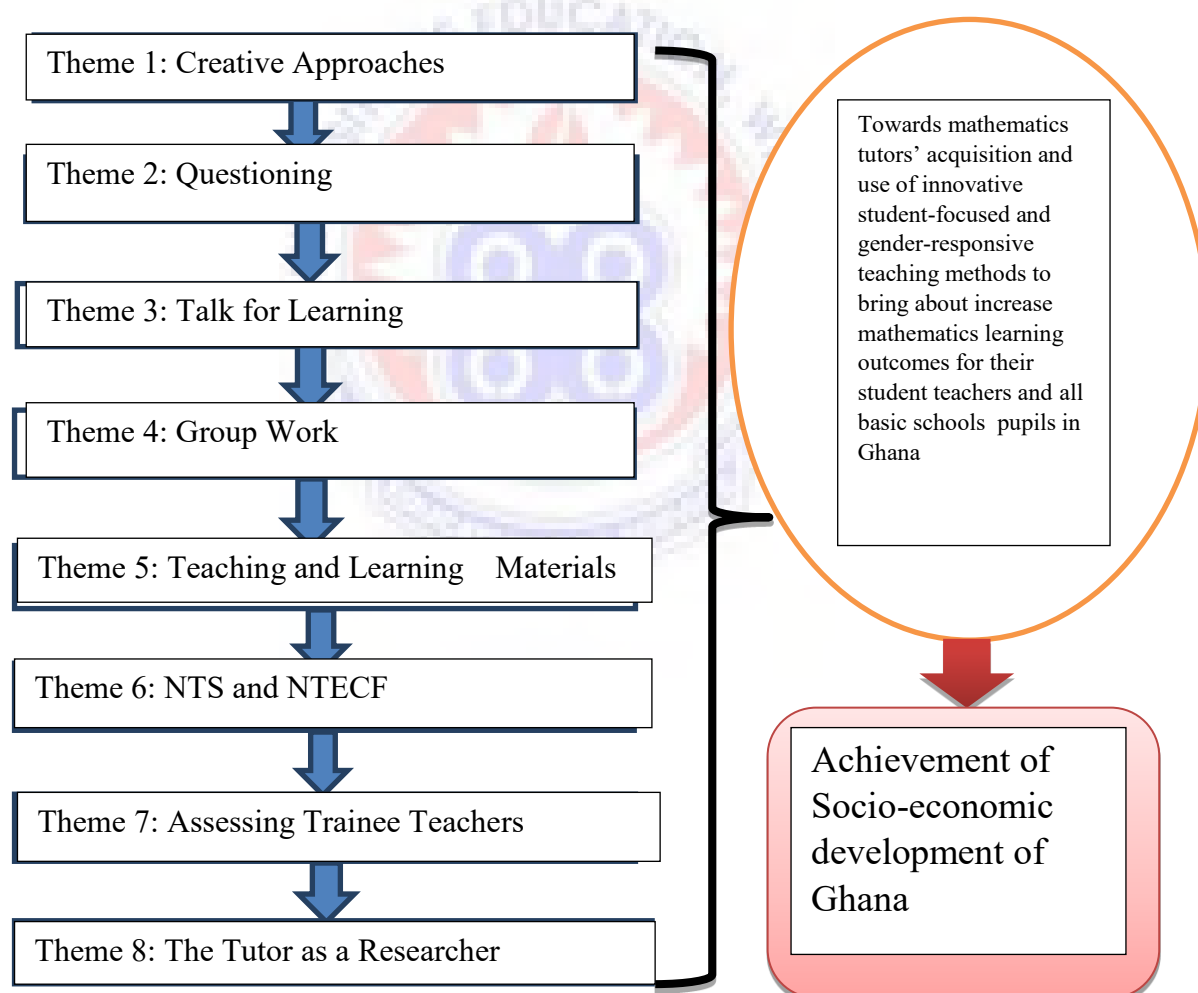 Theme 1: Creative Approaches
Theme 2: Questioning
Theme 3: Talk for Learning
Theme 4: Group Work
Theme 5: Teaching and Learning Materials
Theme 6: NTS and NTECF
Theme 7: Assessing Trainee Teachers
Theme 8: The Tutor as a Researcher
Towards mathematics
tutors’ acquisition and
use of innovative
student-focused and
gender-responsive
teaching methods to
bring about increase
mathematics learning
outcomes for their
student teachers and all
basic schools pupils in
Ghana
Achievement of
Socio-economic
development of
Ghana